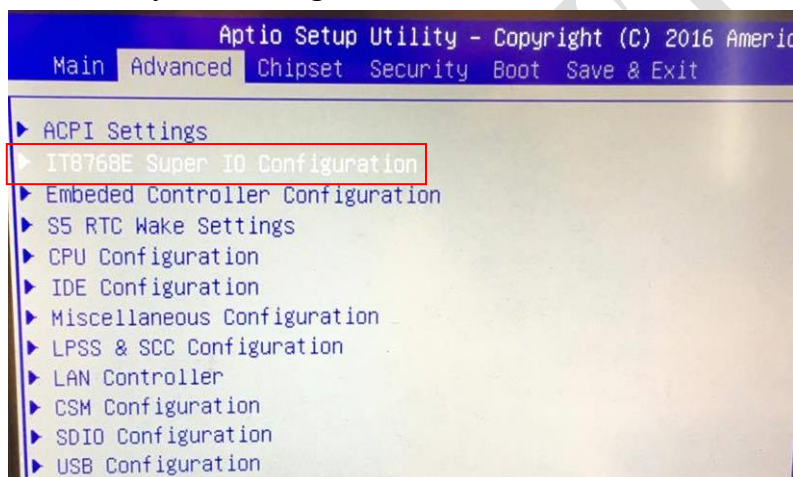 Aptio Setup Utility – Copyright (C) 2016 Americ
Main Advanced Chipset Security Boot Save & Exit
ACPI Settings
IT8768E Super IO Configuration
Embeded Controller Configuration
S5 RTC Wake Settings
CPU Configuration
IDE Configuration
Miscellaneous Configuration
LPSS & SCC Configuration
LAN Controller
CSM Configuration
SDIO Configuration
USB Configuration